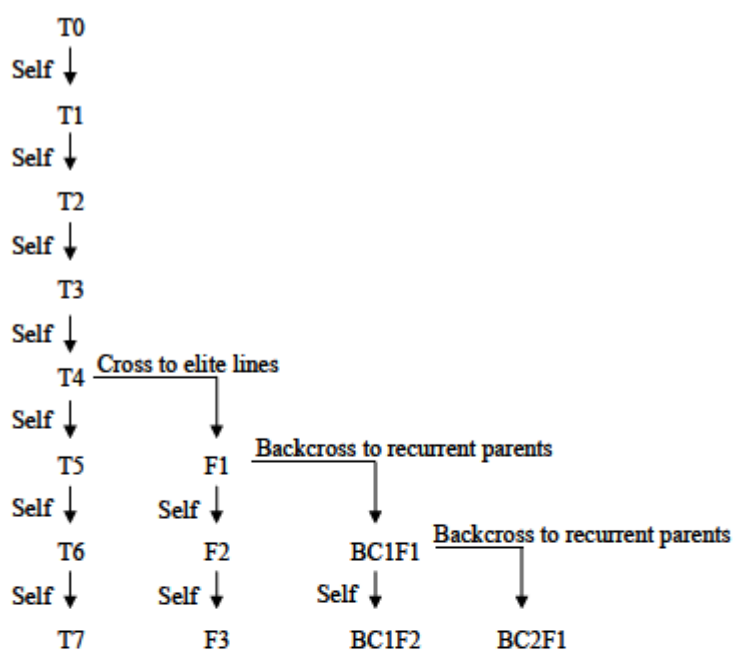 T0
Self
T1
Self
T2
Self
T3
Self
T4 Cross to elite lines
Self
T5 F1 Backcross to recurrent parents
Self Self
T6 F2 BC1F1 Backcross to recurrent parents
Self Self Self
T7 F3 BC1F2 BC2F1